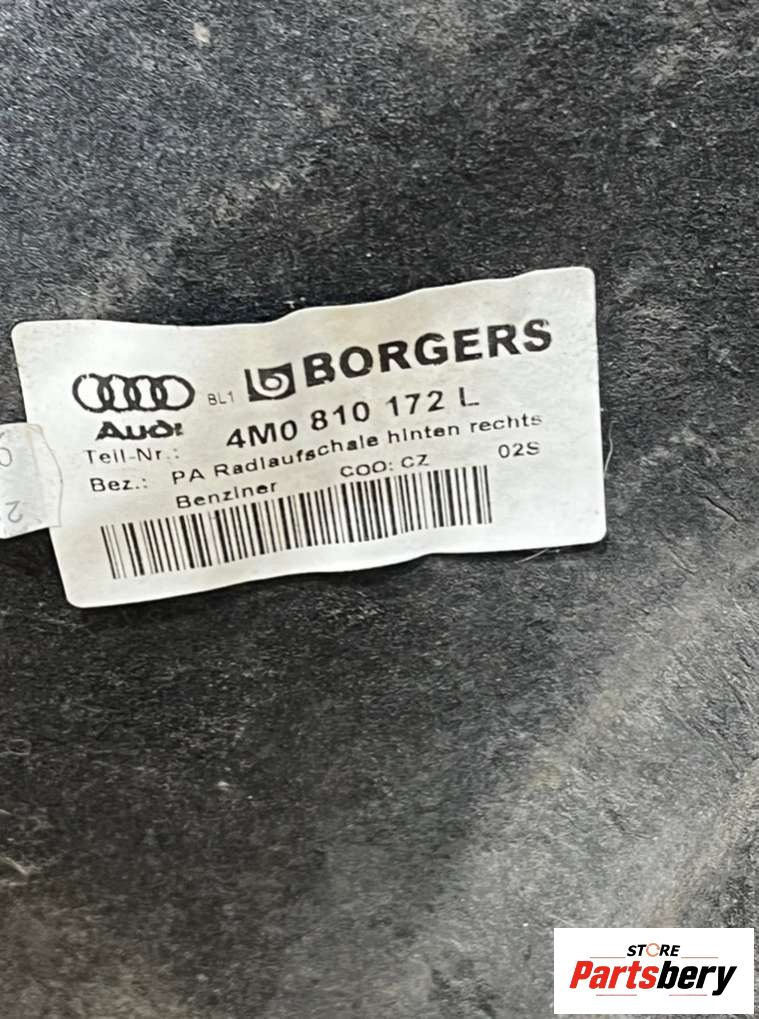 BL1 BORGERS
Audi
Teil-Nr.: 4M0 810 172 L
Bez.: PA Radlaufschale hinten rechts
Benziner COO: CZ 02S
STORE
Partsbery